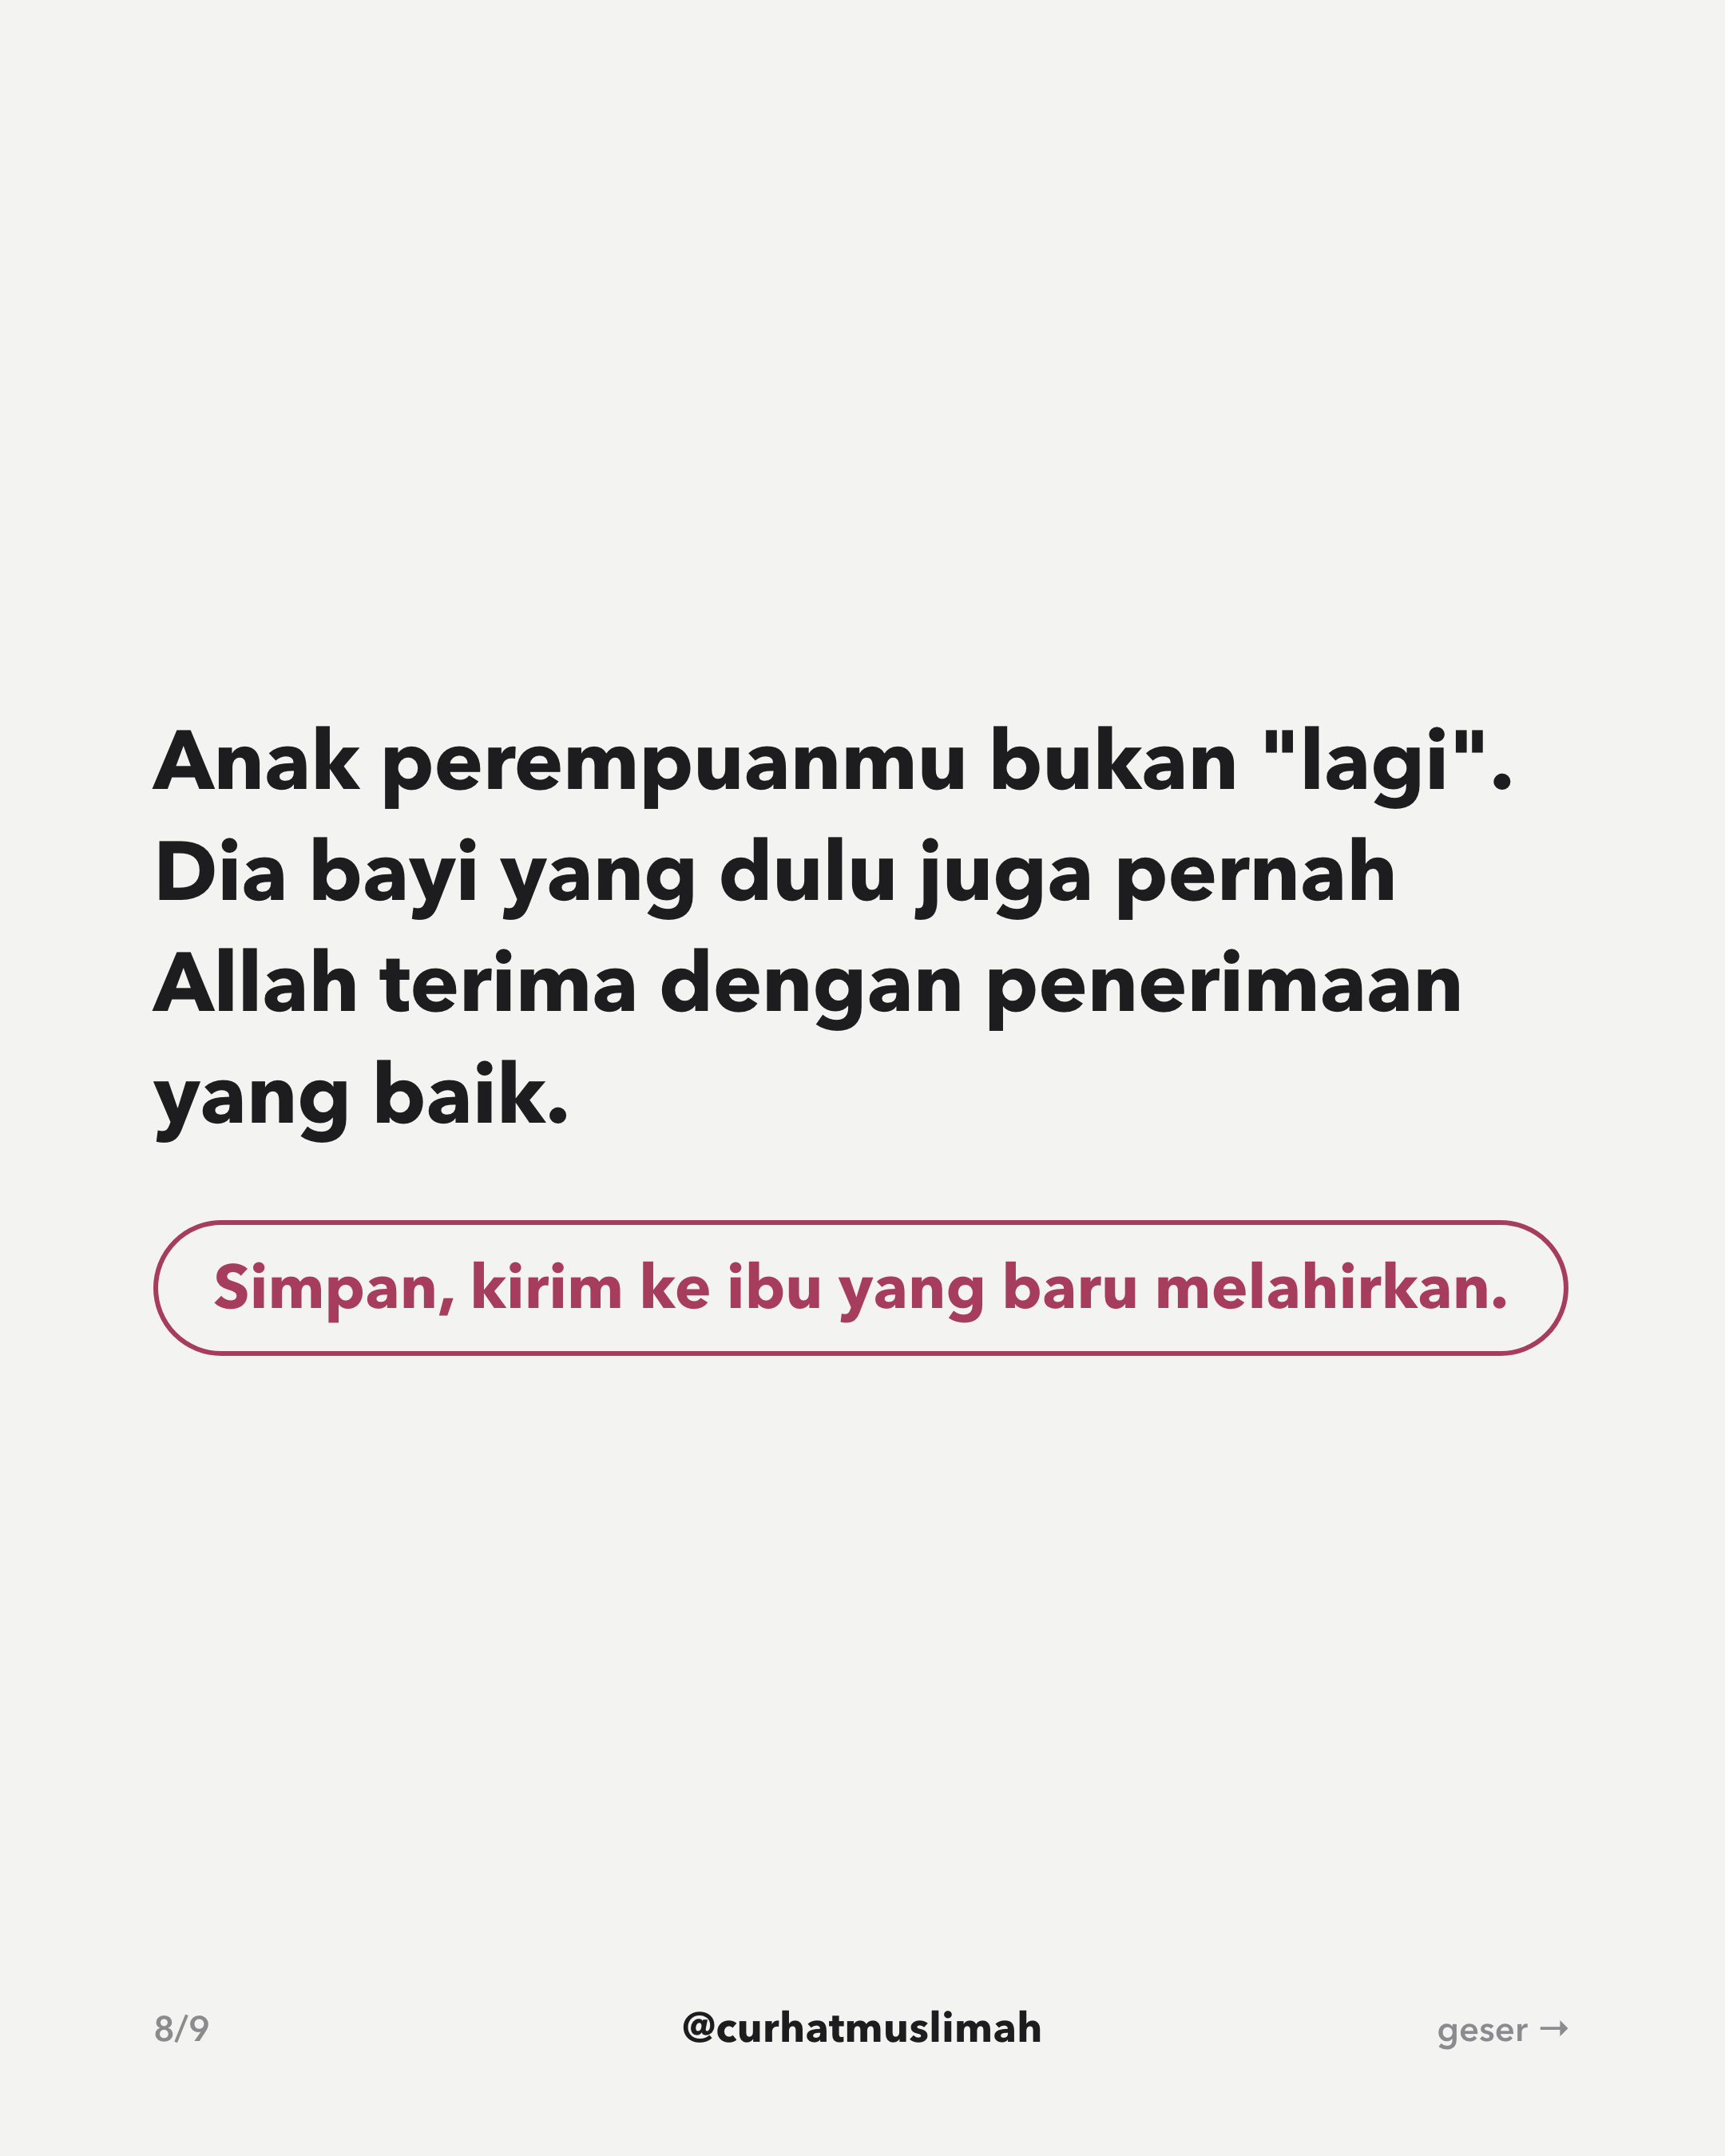 Anak perempuanmu bukan "lagi".
Dia bayi yang dulu juga pernah
Allah terima dengan penerimaan
yang baik.
Simpan, kirim ke ibu yang baru melahirkan.
8/9
@curhatmuslimah
geser →